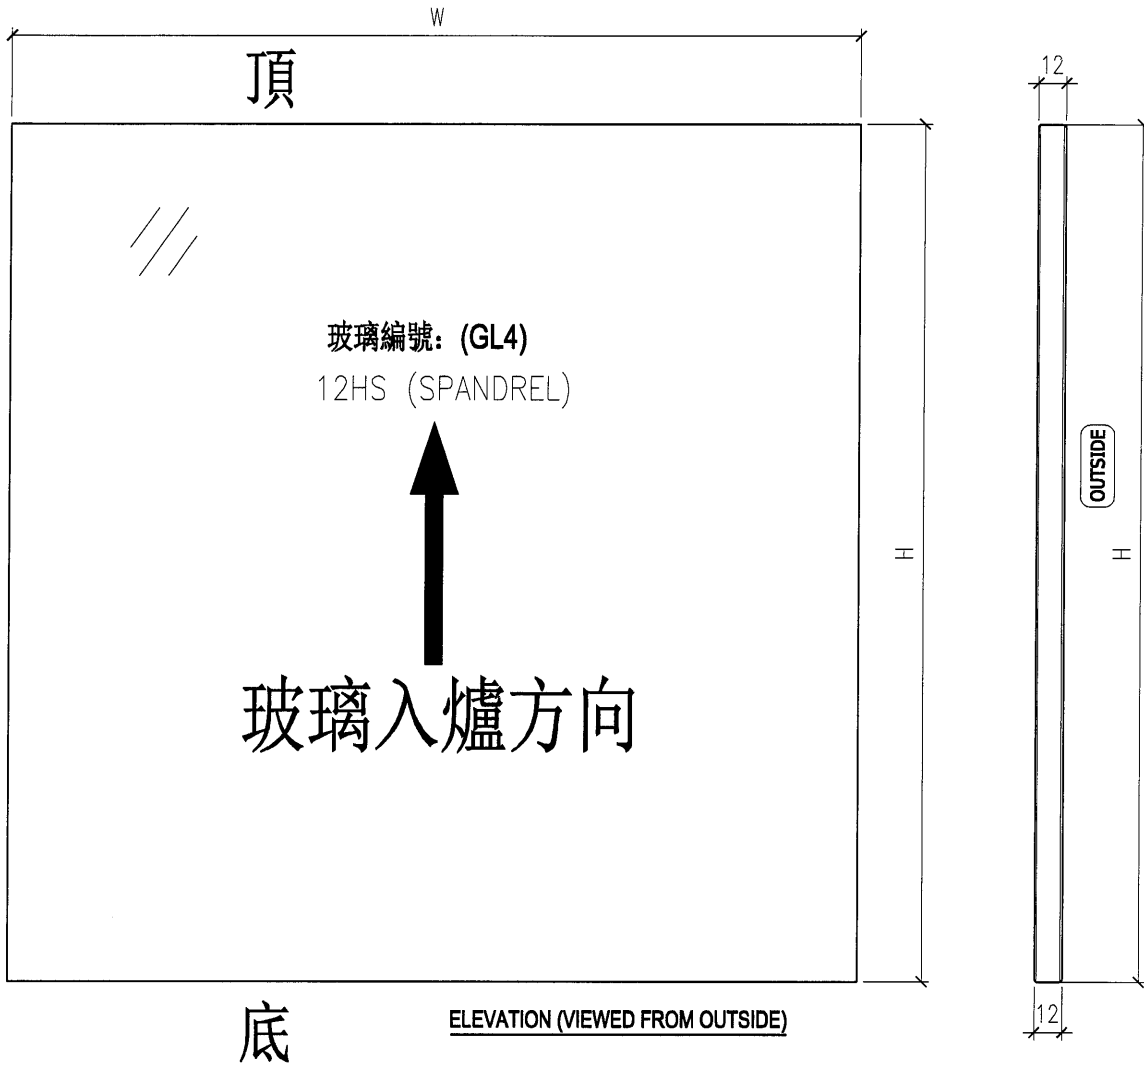 W
頂
12
玻璃編號: (GL4)
12HS (SPANDREL)
OUTSIDE
H
H
玻璃入爐方向
底
ELEVATION (VIEWED FROM OUTSIDE)
12